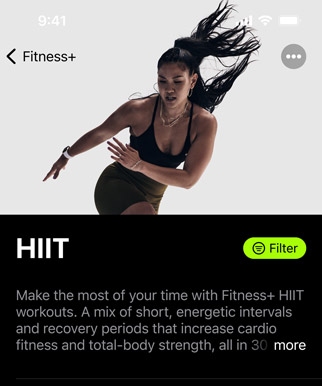 9:41
Fitness+
HIIT
Filter
Make the most of your time with Fitness+ HIIT
workouts. A mix of short, energetic intervals
and recovery periods that increase cardio
fitness and total-body strength, all in 30 more